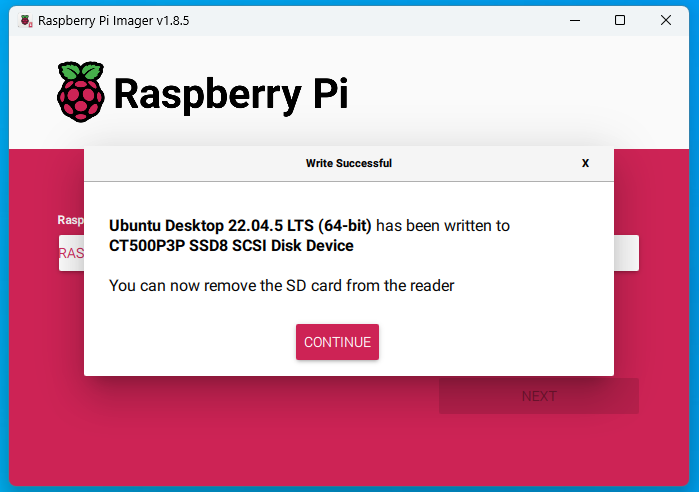 Raspberry Pi Imager v1.8.5
Raspberry Pi
Write Successful
X
Rasp
Ubuntu Desktop 22.04.5 LTS (64-bit) has been written to
RAS
CT500P3P SSD8 SCSI Disk Device
You can now remove the SD card from the reader
CONTINUE
NEXT